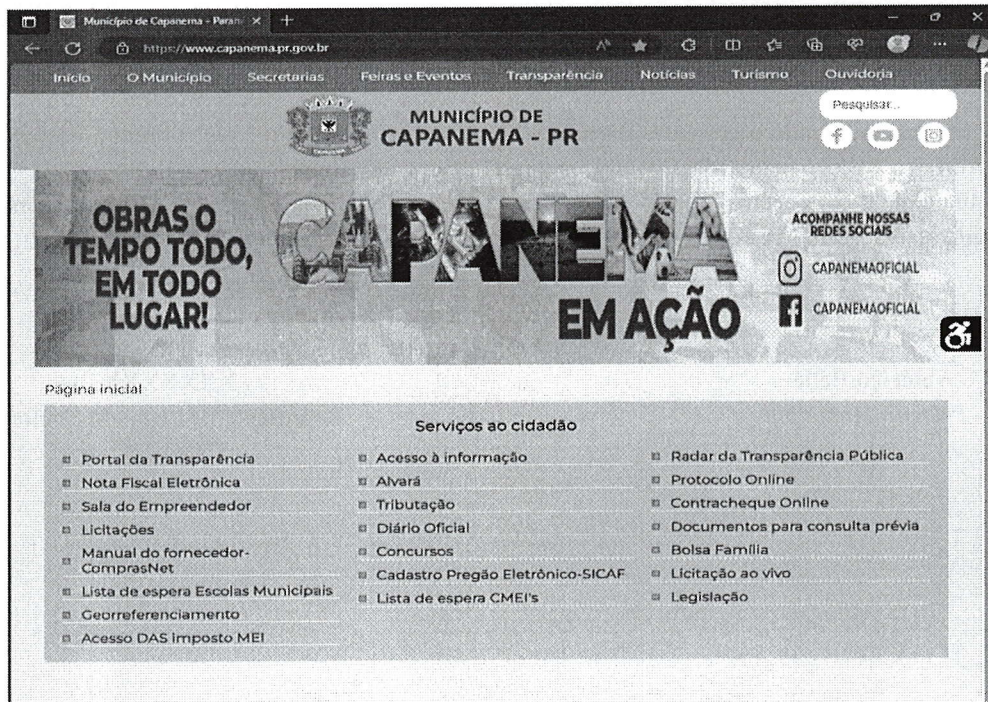 Município de Capanema - Paran
https://www.capanema.pr.gov.br
Início O Município Secretarias Feiras e Eventos Transparência Notícias Turismo Ouvidoria
Pesquisar...
MUNICÍPIO DE
CAPANEMA - PR
OBRAS O
TEMPO TODO,
EM TODO
LUGAR!
CAPANEMA
EM AÇÃO
ACOMPANHE NOSSAS
REDES SOCIAIS
CAPANEMAOFICIAL
CAPANEMAOFICIAL
Página inicial
Serviços ao cidadão
Portal da Transparência
Nota Fiscal Eletrônica
Sala do Empreendedor
Licitações
Manual do fornecedor-
ComprasNet
Lista de espera Escolas Municipais
Georreferenciamento
Acesso DAS Imposto MEI
Acesso à informação
Alvará
Tributação
Diário Oficial
Concursos
Cadastro Pregão Eletrônico-SICAF
Lista de espera CMEI's
Radar da Transparência Pública
Protocolo Online
Contracheque Online
Documentos para consulta prévia
Bolsa Família
Licitação ao vivo
Legislação